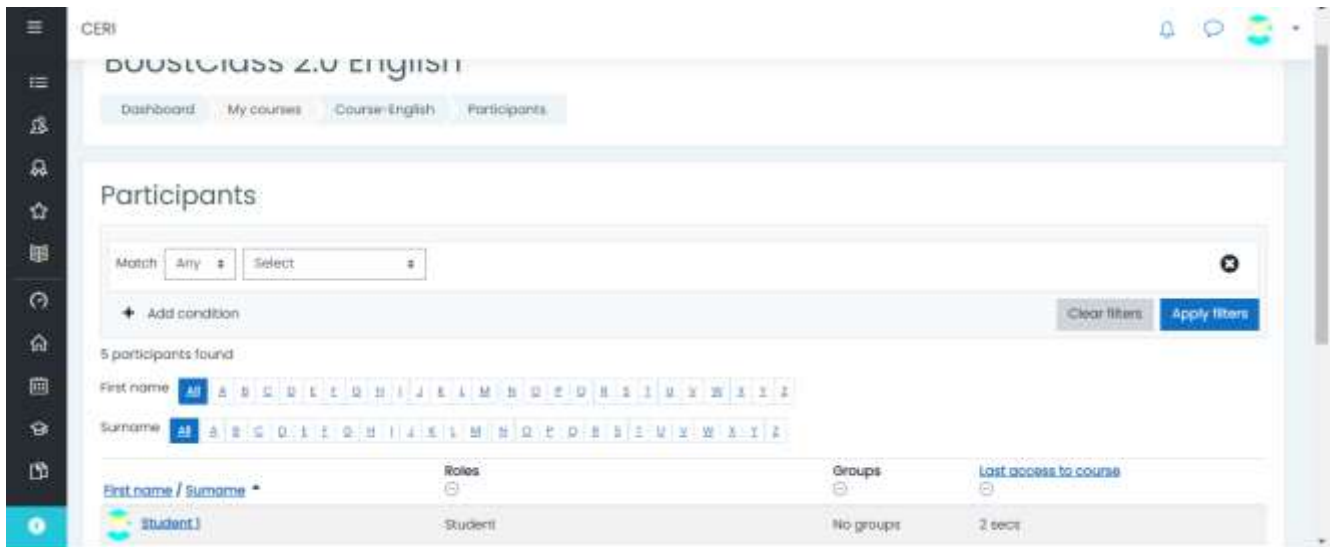 CERI
BoostClass 2.0 English
Dashboard My courses Course-English Participants
Participants
Match Any Select
Add condition
Clear filters Apply filters
5 participants found
First name All A B C D E F G H I J K L M N O P Q R S T U V W X Y Z
Surname All A B C D E F G H I J K L M N O P Q R S T U V W X Y Z
First name / Surname Roles Groups Last access to course
Student 1 Student No groups 2 secs